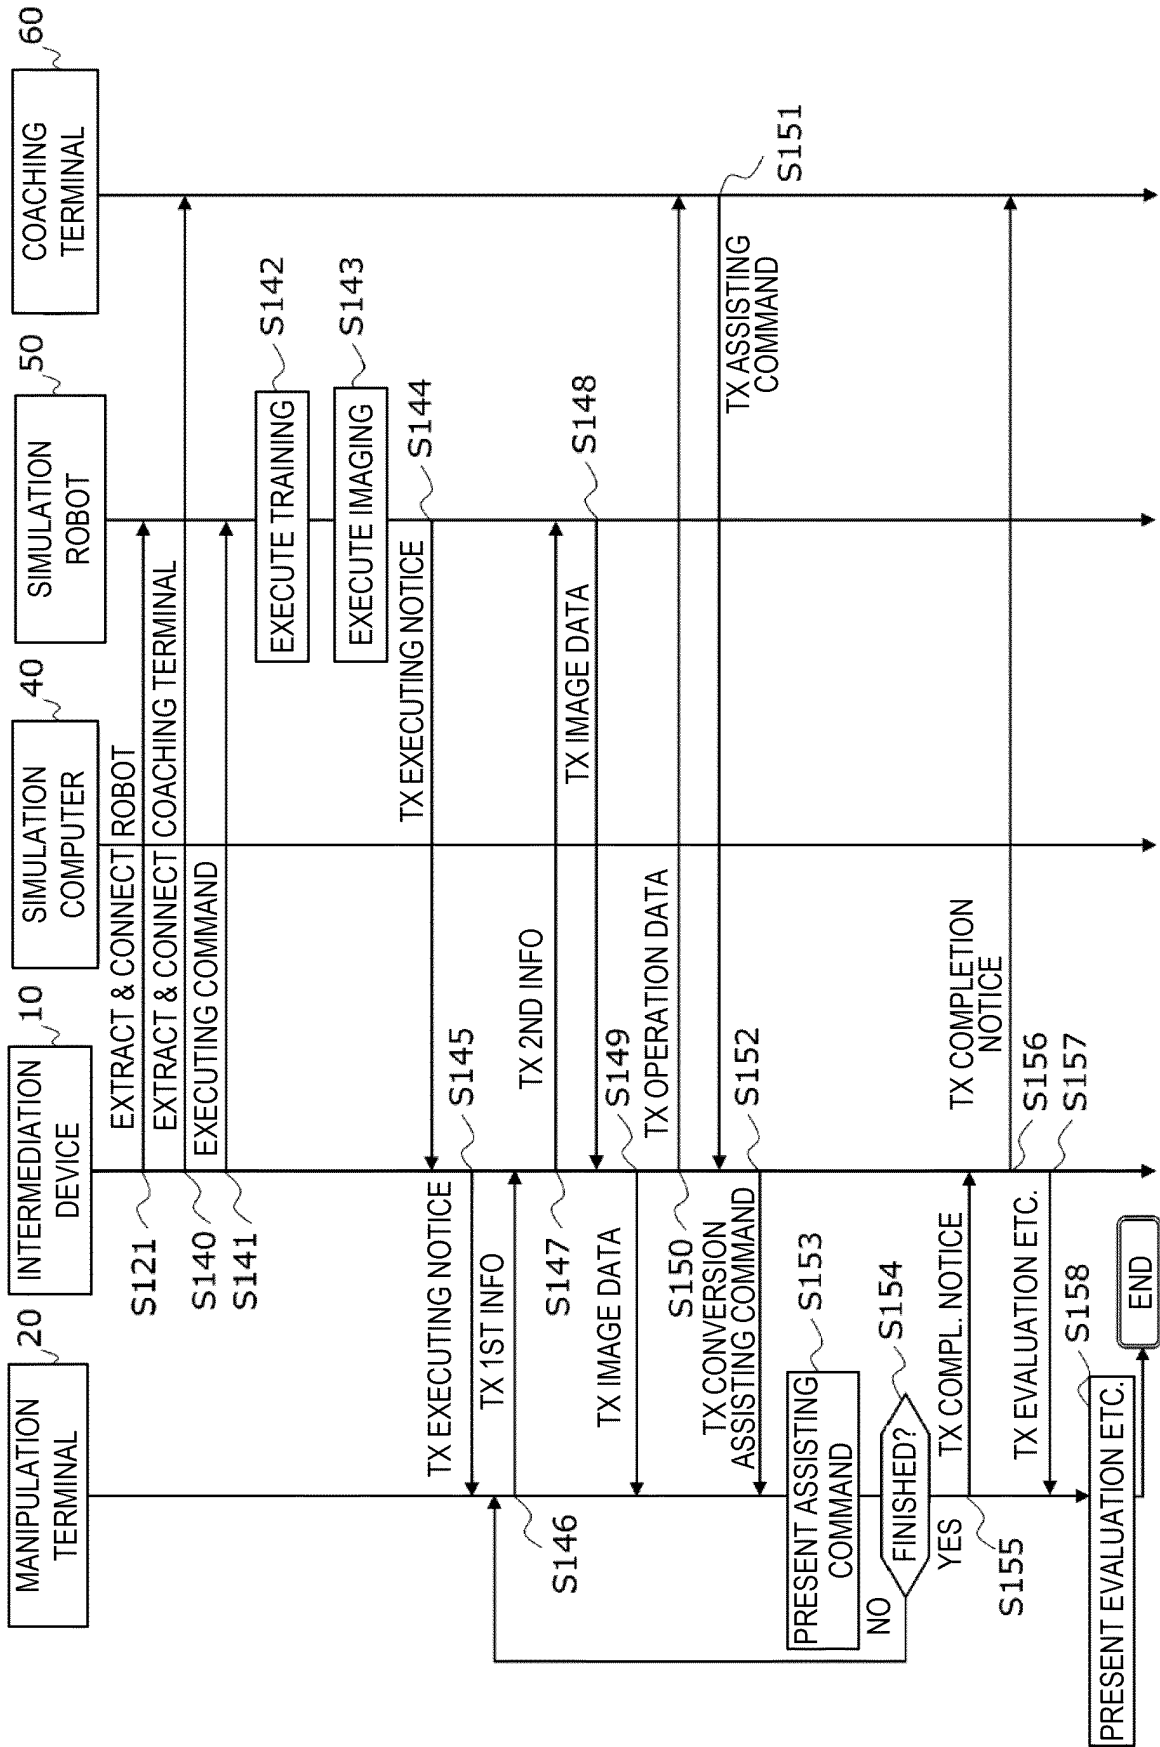 MANIPULATION
TERMINAL
20
INTERMEDIATION
DEVICE
10
SIMULATION
COMPUTER
40
SIMULATION
ROBOT
50
COACHING
TERMINAL
60
EXTRACT & CONNECT ROBOT
S121
EXTRACT & CONNECT COACHING TERMINAL
S140
EXECUTING COMMAND
S141
EXECUTE TRAINING
S142
EXECUTE IMAGING
S143
TX EXECUTING NOTICE
S144
TX EXECUTING NOTICE
S145
TX 1ST INFO
S146
TX 2ND INFO
S147
TX IMAGE DATA
S148
TX IMAGE DATA
S149
TX OPERATION DATA
S150
TX ASSISTING
COMMAND
S151
TX CONVERSION
ASSISTING COMMAND
S152
PRESENT ASSISTING
COMMAND
S153
FINISHED?
S154
NO
YES
TX COMPL. NOTICE
S155
TX COMPLETION
NOTICE
S156
TX EVALUATION ETC.
S157
PRESENT EVALUATION ETC.
S158
END